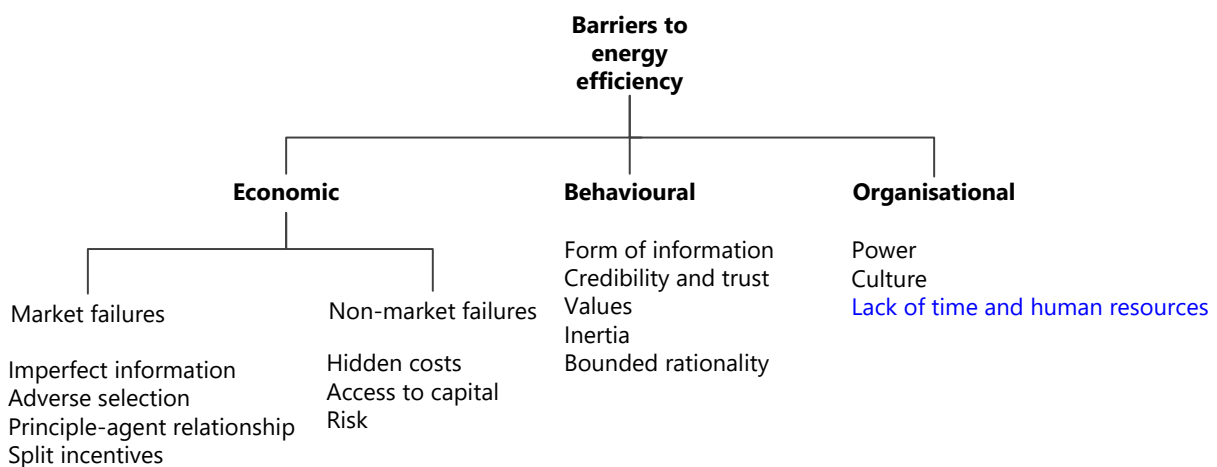 Barriers to
energy
efficiency
Economic
Behavioural
Organisational
Market failures
Imperfect information
Adverse selection
Principle-agent relationship
Split incentives
Non-market failures
Hidden costs
Access to capital
Risk
Form of information
Credibility and trust
Values
Inertia
Bounded rationality
Power
Culture
Lack of time and human resources